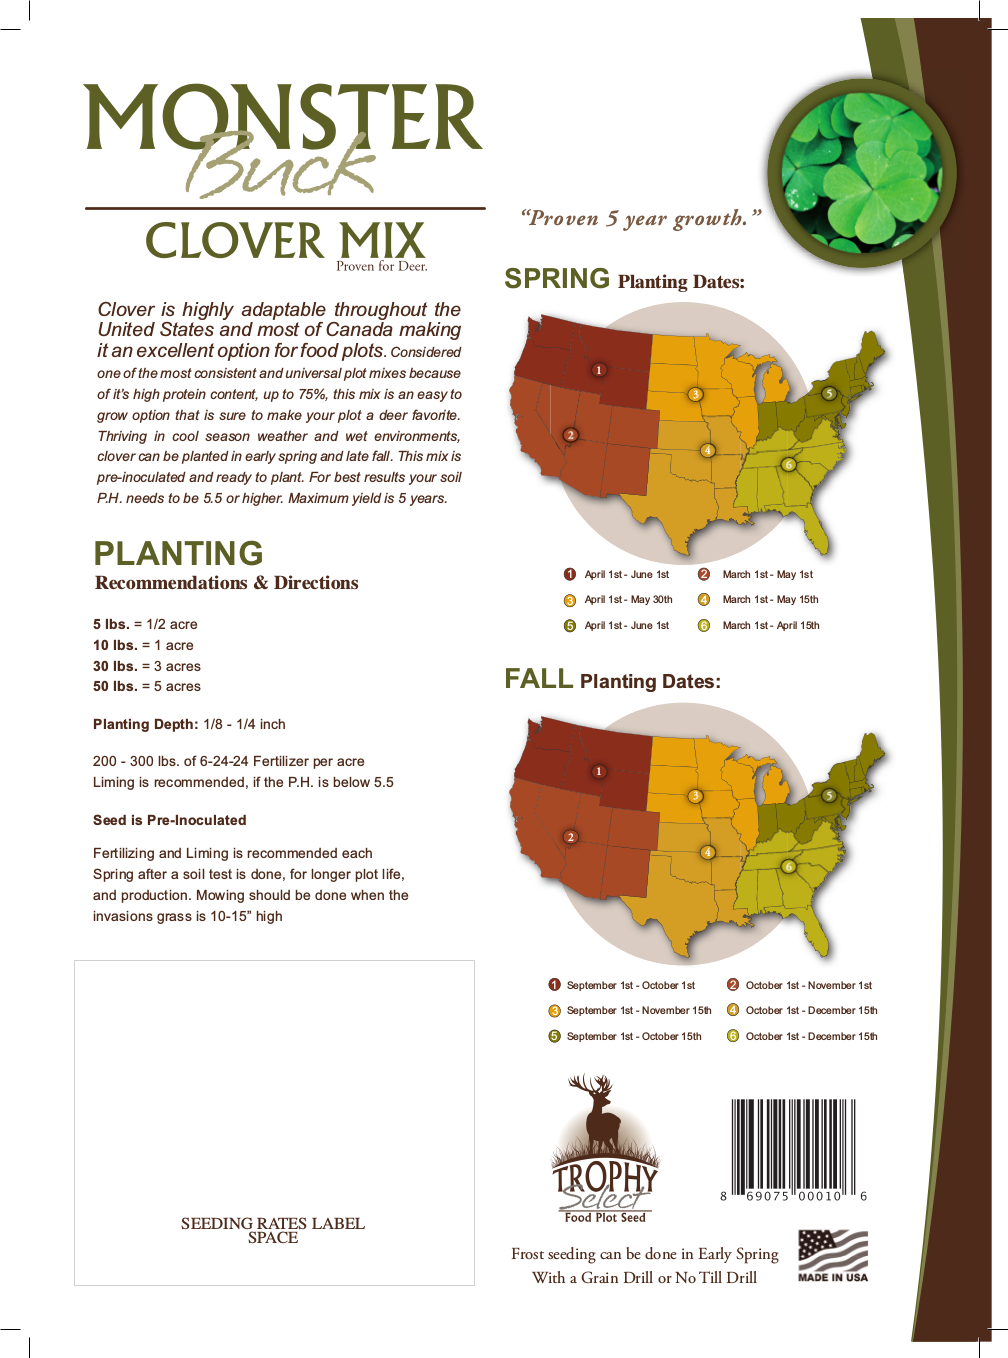 MONSTER
Buck
CLOVER MIX
Proven for Deer.
Clover is highly adaptable throughout the
United States and most of Canada making
it an excellent option for food plots. Considered
one of the most consistent and universal plot mixes because
of it's high protein content, up to 75%, this mix is an easy to
grow option that is sure to make your plot a deer favorite.
Thriving in cool season weather and wet environments,
clover can be planted in early spring and late fall. This mix is
pre-inoculated and ready to plant. For best results your soil
P.H. needs to be 5.5 or higher. Maximum yield is 5 years.
PLANTING
Recommendations & Directions
5 lbs. = 1/2 acre
10 lbs. = 1 acre
30 lbs. = 3 acres
50 lbs. = 5 acres
Planting Depth: 1/8 - 1/4 inch
200 - 300 lbs. of 6-24-24 Fertilizer per acre
Liming is recommended, if the P.H. is below 5.5
Seed is Pre-Inoculated
Fertilizing and Liming is recommended each
Spring after a soil test is done, for longer plot life,
and production. Mowing should be done when the
invasions grass is 10-15” high
SEEDING RATES LABEL
SPACE
“Proven 5 year growth.”
SPRING Planting Dates:
1
3
5
2
4
6
1 April 1st - June 1st 2 March 1st - May 1st
3 April 1st - May 30th 4 March 1st - May 15th
5 April 1st - June 1st 6 March 1st - April 15th
FALL Planting Dates:
1
3
5
2
4
6
1 September 1st - October 1st 2 October 1st - November 1st
3 September 1st - November 15th 4 October 1st - December 15th
5 September 1st - October 15th 6 October 1st - December 15th
TROPHY
Select
Food Plot Seed
8 69075 00010 6
Frost seeding can be done in Early Spring
With a Grain Drill or No Till Drill
MADE IN USA